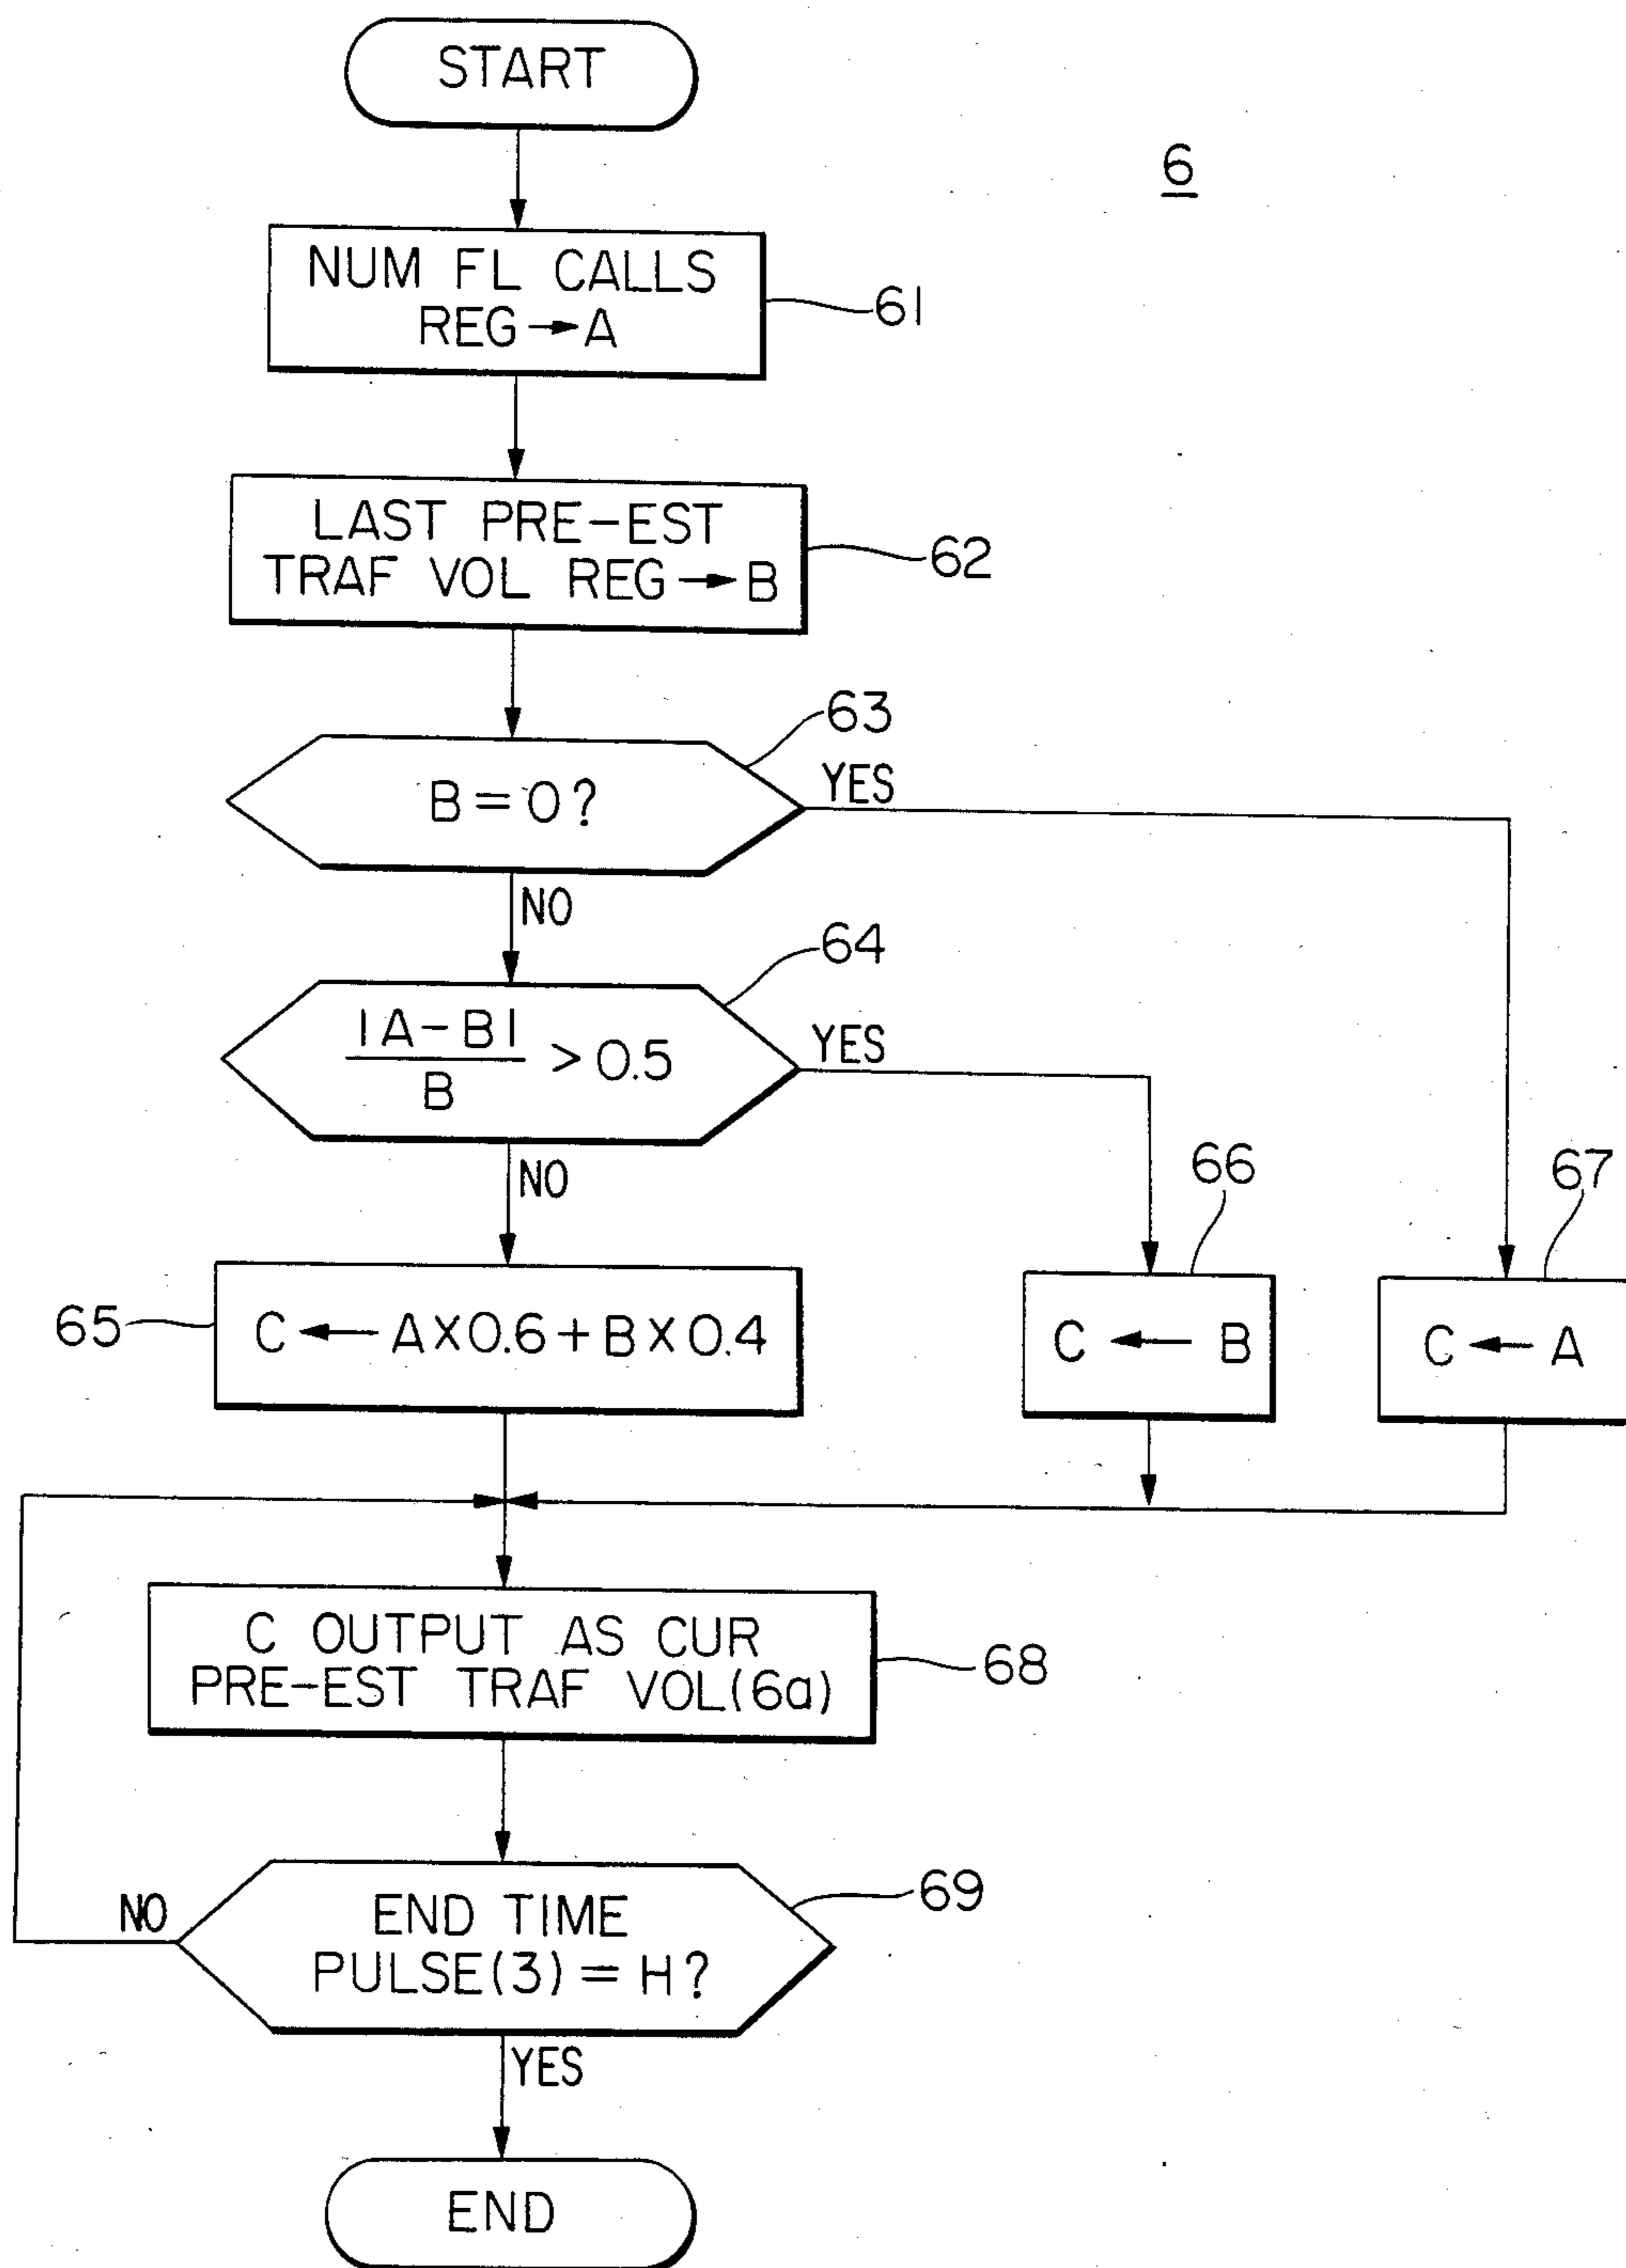 START
6
NUM FL CALLS
REG→A
61
LAST PRE-EST
TRAF VOL REG→B
62
63
B=0?
YES
NO
64
|A-B|
B
> 0.5
YES
NO
66
67
65
C ← A×0.6+B×0.4
C ← B
C ← A
C OUTPUT AS CUR
PRE-EST TRAF VOL(6a)
68
69
NO
END TIME
PULSE(3)=H?
YES
END